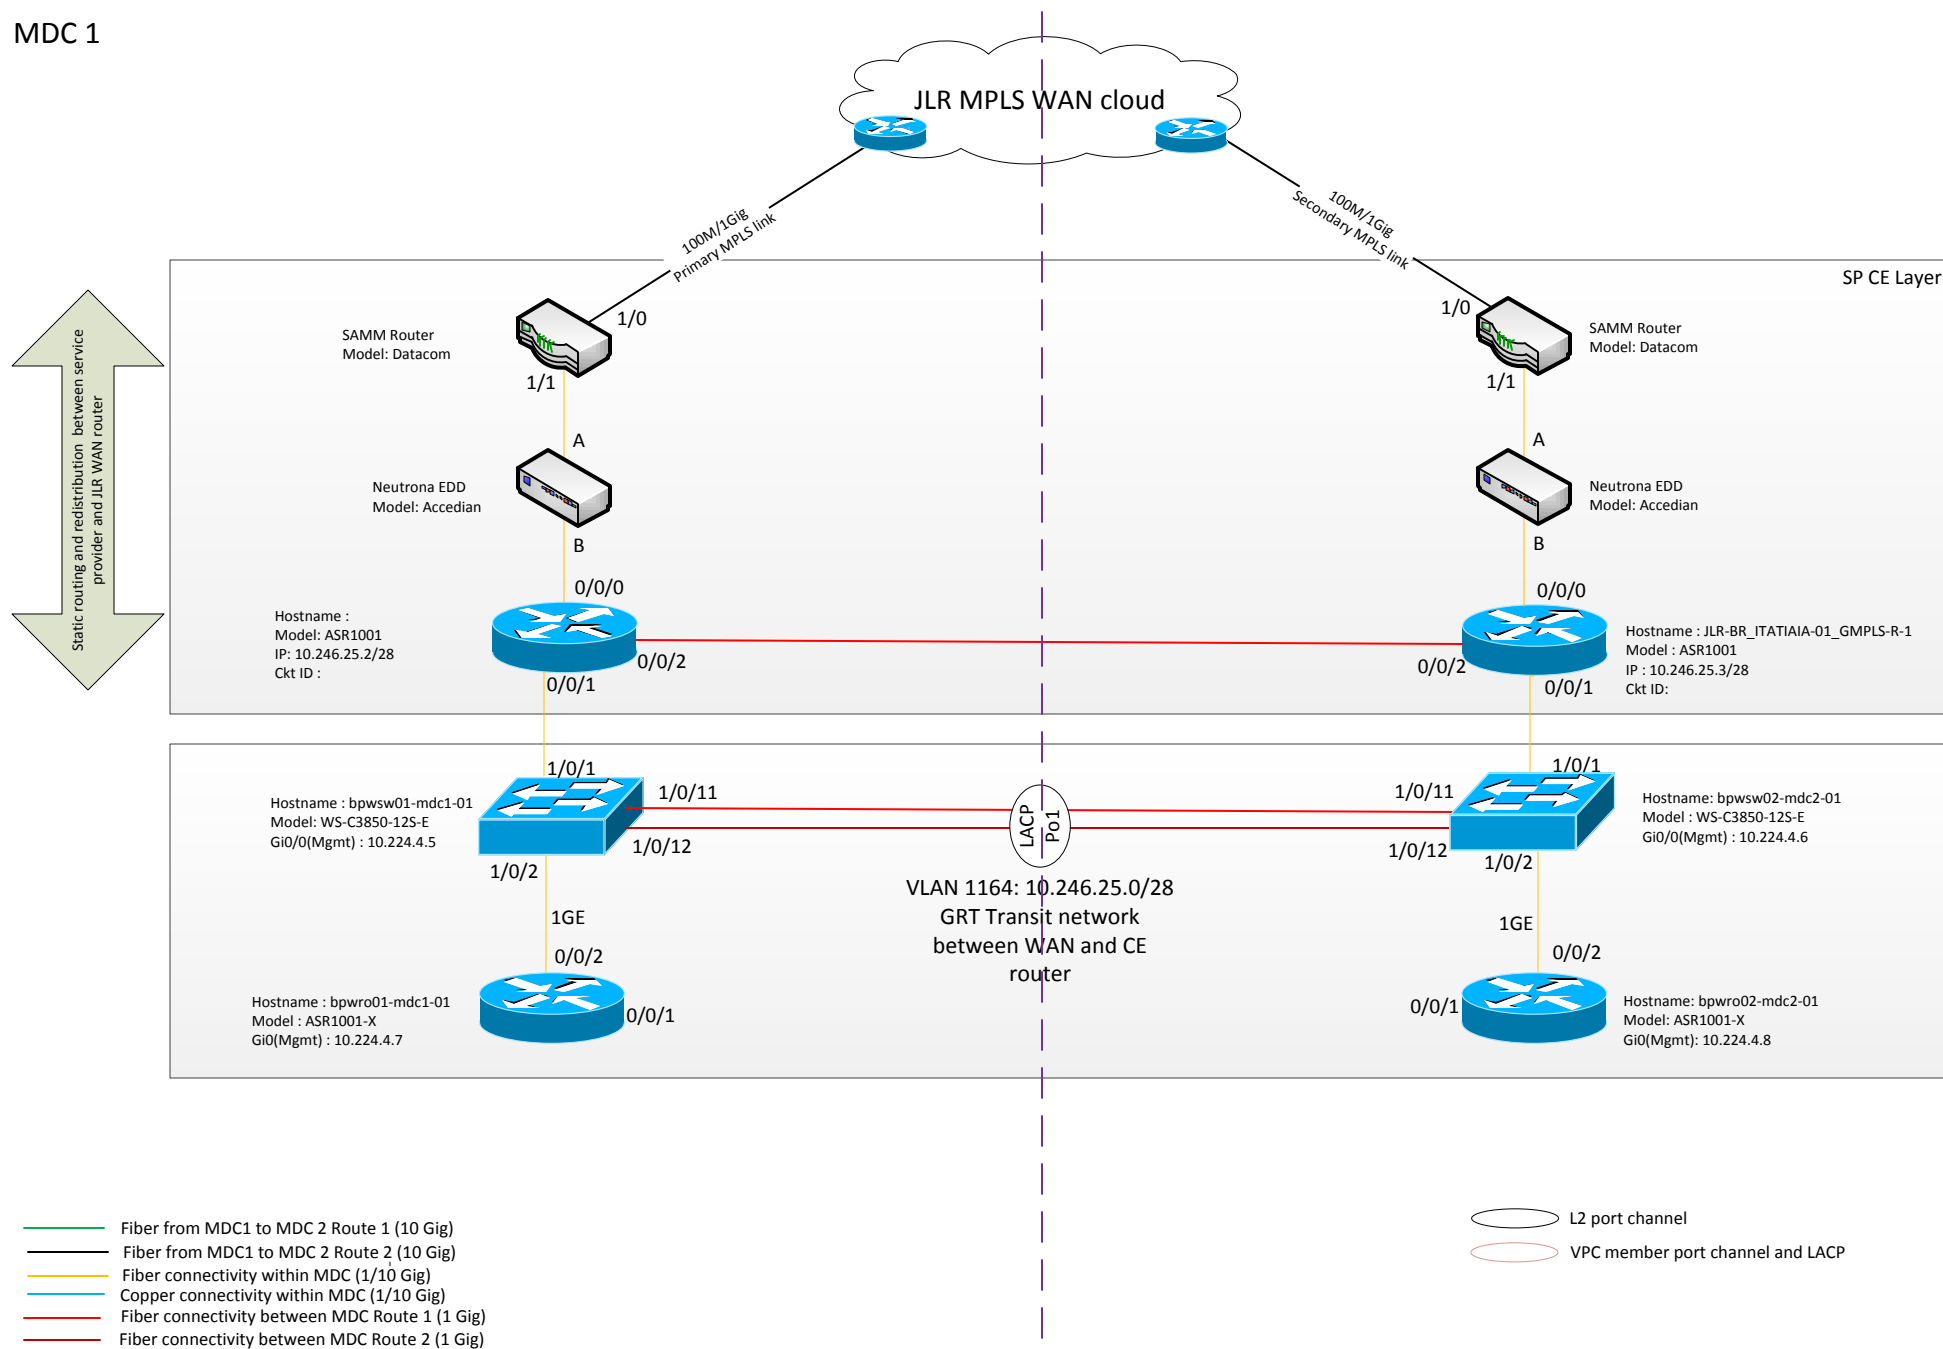 MDC 1
JLR MPLS WAN cloud
100M/1Gig
Primary MPLS link
100M/1Gig
Secondary MPLS link
SP CE Layer
Static routing and redistribution between service
provider and JLR WAN router
SAMM Router
Model: Datacom
1/0
1/1
1/0
SAMM Router
Model: Datacom
1/1
A
Neutrona EDD
Model: Accedian
B
A
Neutrona EDD
Model: Accedian
B
0/0/0
Hostname :
Model: ASR1001
IP: 10.246.25.2/28
Ckt ID :
0/0/2
0/0/1
0/0/0
Hostname : JLR-BR_ITATIAIA-01_GMPLS-R-1
Model : ASR1001
IP : 10.246.25.3/28
Ckt ID:
0/0/2
0/0/1
1/0/1
Hostname : bpwsw01-mdc1-01
Model: WS-C3850-12S-E
Gi0/0(Mgmt) : 10.224.4.5
1/0/11
1/0/12
1/0/2
LACP
Po1
1/0/1
1/0/11
1/0/12
1/0/2
Hostname: bpwsw02-mdc2-01
Model : WS-C3850-12S-E
Gi0/0(Mgmt) : 10.224.4.6
VLAN 1164: 10.246.25.0/28
GRT Transit network
between WAN and CE
router
1GE
0/0/2
Hostname : bpwro01-mdc1-01
Model : ASR1001-X
Gi0(Mgmt) : 10.224.4.7
0/0/1
1GE
0/0/2
0/0/1
Hostname: bpwro02-mdc2-01
Model: ASR1001-X
Gi0(Mgmt): 10.224.4.8
Fiber from MDC1 to MDC 2 Route 1 (10 Gig)
Fiber from MDC1 to MDC 2 Route 2 (10 Gig)
Fiber connectivity within MDC (1/10 Gig)
Copper connectivity within MDC (1/10 Gig)
Fiber connectivity between MDC Route 1 (1 Gig)
Fiber connectivity between MDC Route 2 (1 Gig)
L2 port channel
VPC member port channel and LACP